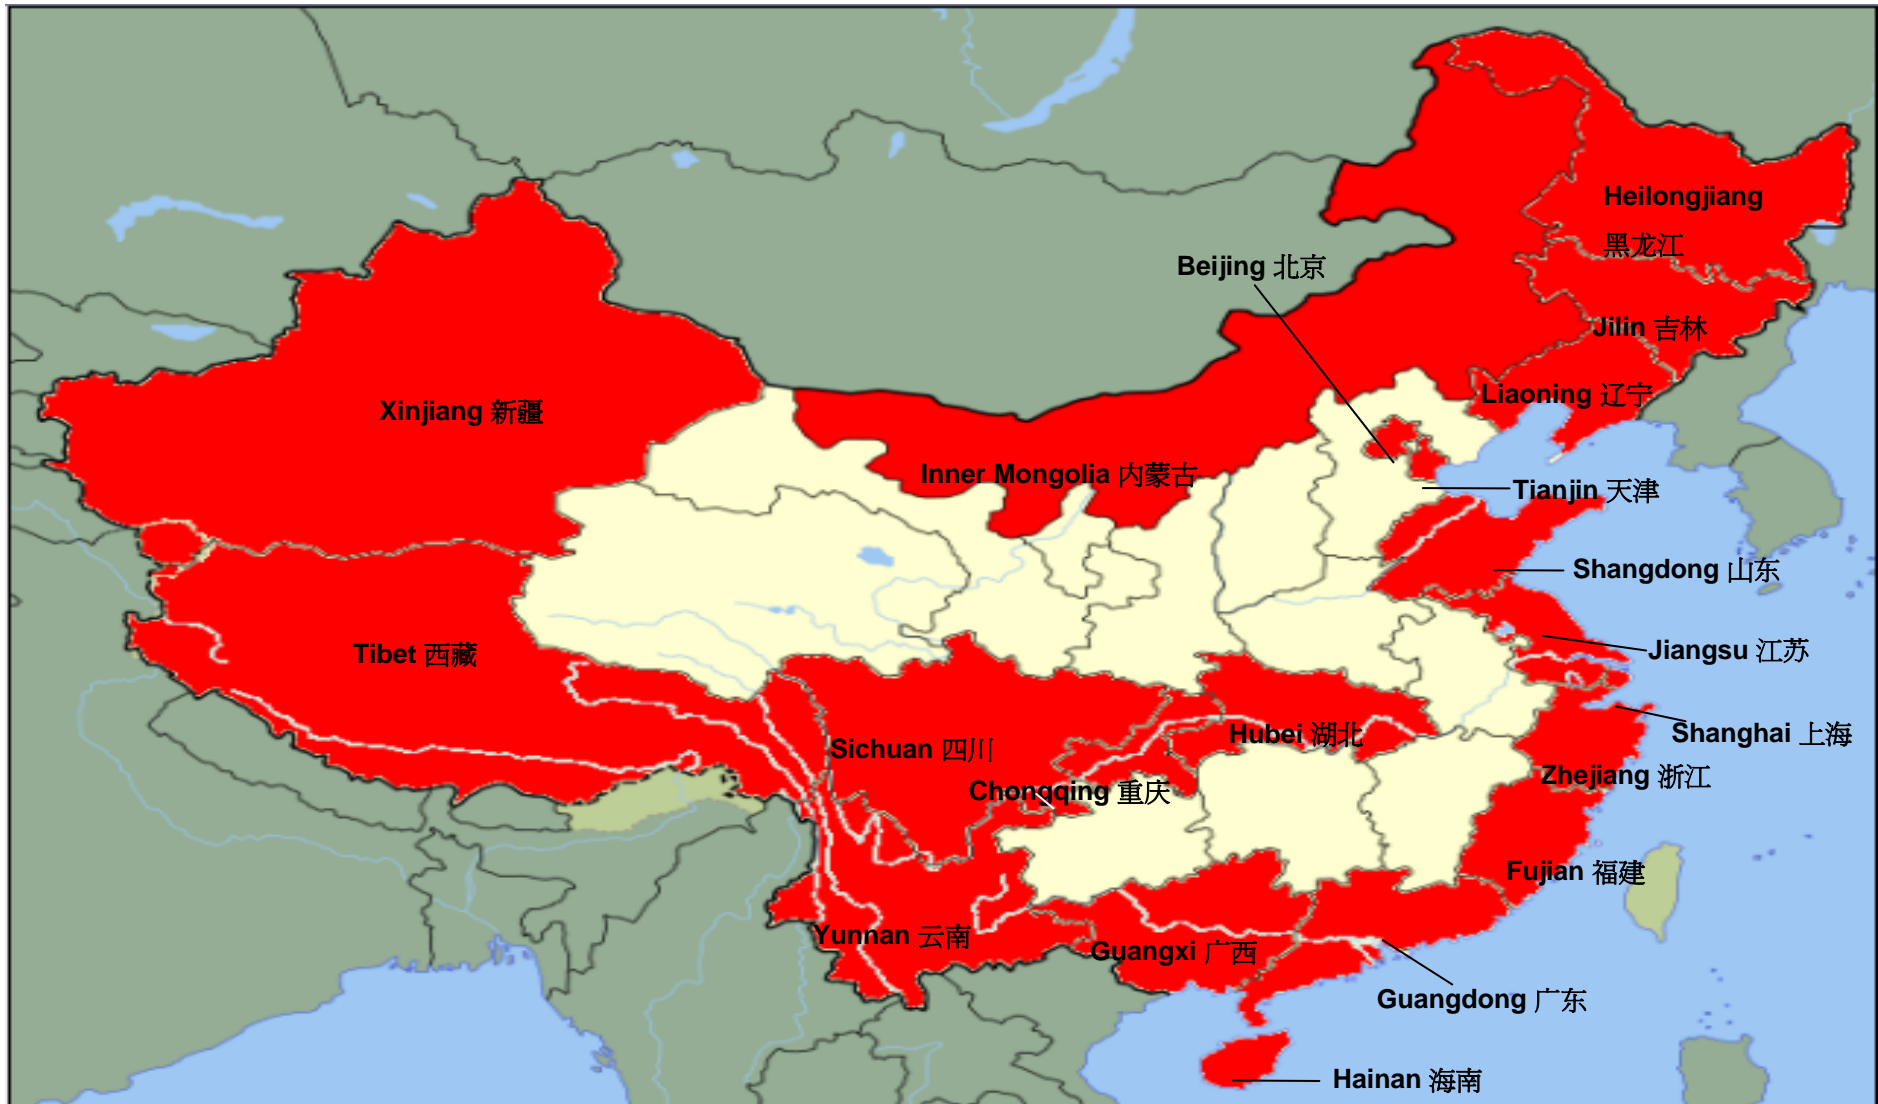 Heilongjiang
黑龙江
Beijing 北京
Jilin 吉林
Liaoning 辽宁
Xinjiang 新疆
Inner Mongolia 内蒙古
Tianjin 天津
Shangdong 山东
Tibet 西藏
Jiangsu 江苏
Shanghai 上海
Hubei 湖北
Sichuan 四川
Zhejiang 浙江
Chongqing 重庆
Fujian 福建
Yunnan 云南
Guangxi 广西
Guangdong 广东
Hainan 海南